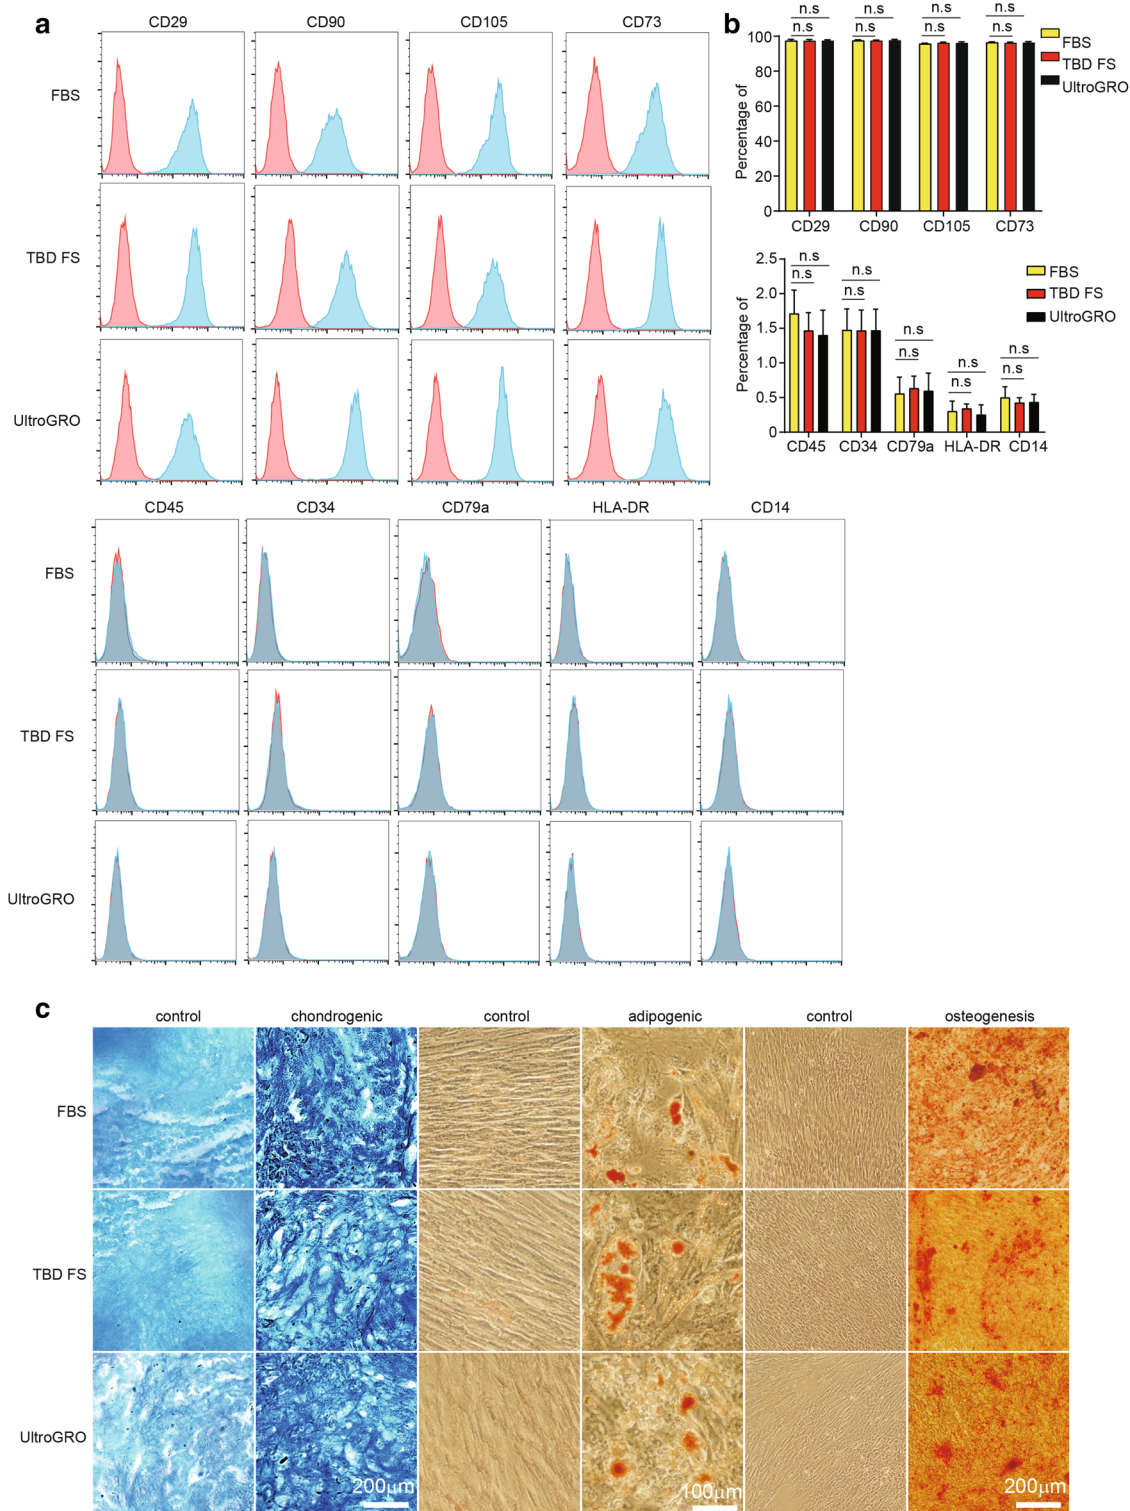 a
CD29 CD90 CD105 CD73
FBS
TBD FS
UltroGRO
CD45 CD34 CD79a HLA-DR CD14
FBS
TBD FS
UltroGRO
b
n.s n.s n.s n.s
n.s n.s n.s n.s
Percentage of
100
80
60
40
20
0
CD29 CD90 CD105 CD73
FBS
TBD FS
UltroGRO
n.s n.s n.s n.s n.s
n.s n.s n.s n.s n.s
Percentage of
2.5
2.0
1.5
1.0
0.5
0
CD45 CD34 CD79a HLA-DR CD14
FBS
TBD FS
UltroGRO
c
control chondrogenic control adipogenic control osteogenesis
FBS
TBD FS
UltroGRO
200μm 100μm 200μm